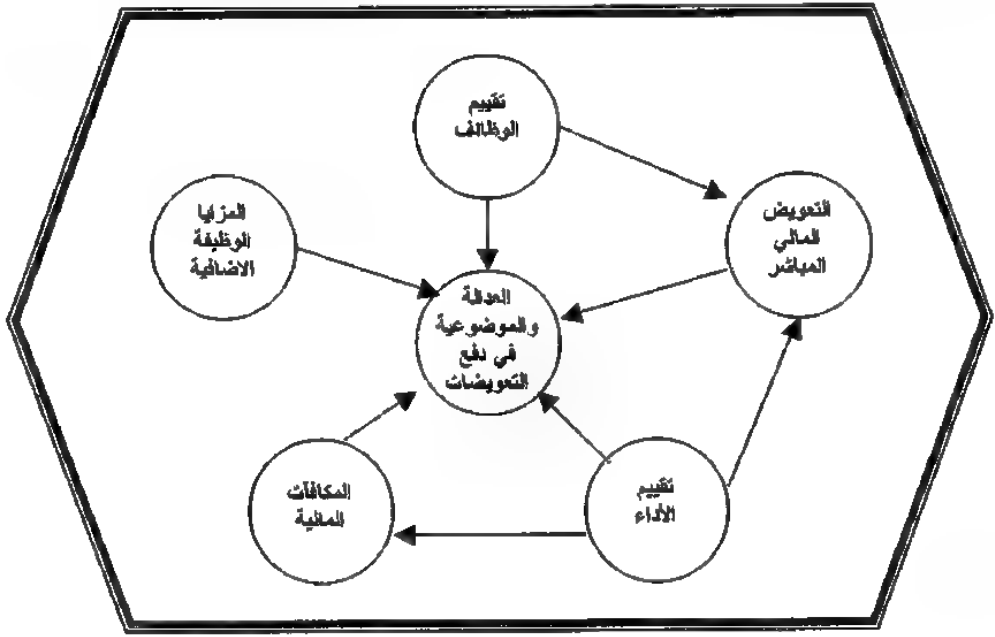 تقييم
الوظائف
التعويض
المالي
المباشر
المزايا
الوظيفة
الاضافية
العدالة
والموضوعية
في دفع
التعويضات
تقييم
الأداء
المكافآت
المالية